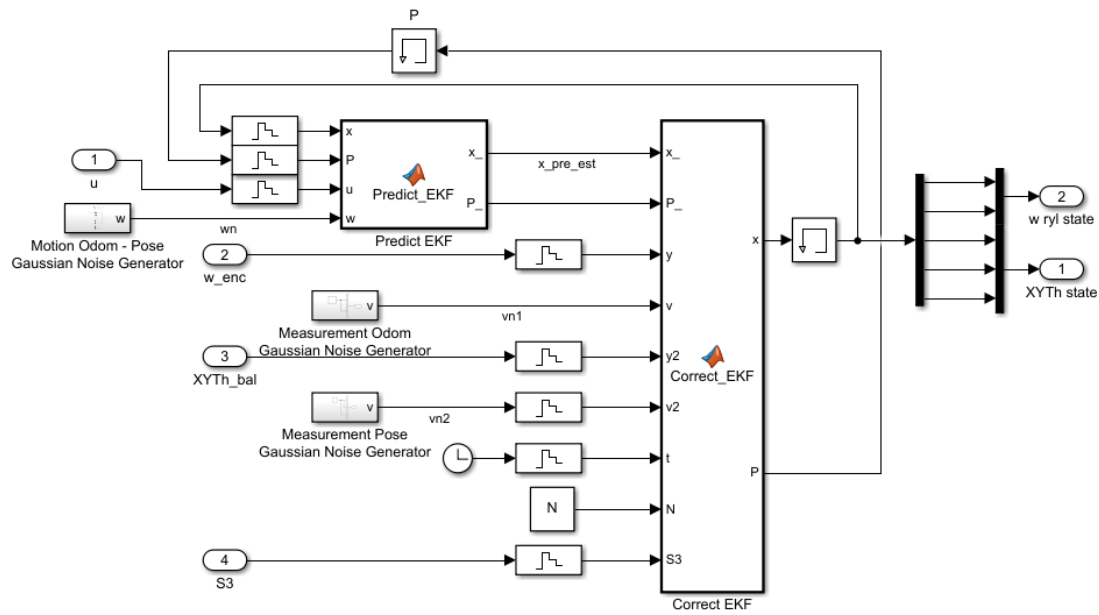 P
x
P
u
w
Predict_EKF
x_
P_
Predict EKF
x_pre_est
1
u
w
wn
Motion Odom - Pose
Gaussian Noise Generator
2
w_enc
v
vn1
Measurement Odom
Gaussian Noise Generator
3
XYTh_bal
v
vn2
Measurement Pose
Gaussian Noise Generator
N
4
S3
x_
P_
y
v
y2
v2
t
N
S3
Correct_EKF
x
P
Correct EKF
2
w ryl state
1
XYTh state